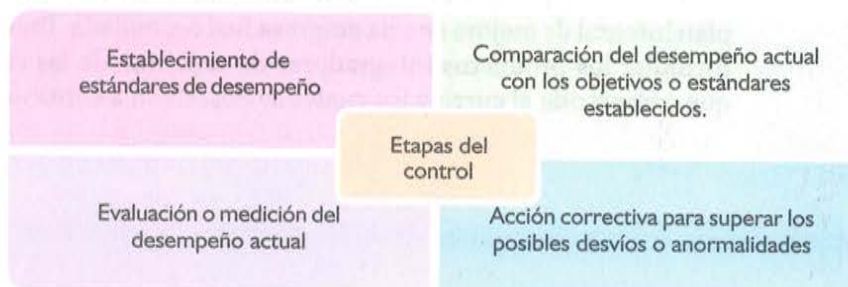 Establecimiento de
estándares de desempeño
Comparación del desempeño actual
con los objetivos o estándares
establecidos.
Etapas del
control
Evaluación o medición del
desempeño actual
Acción correctiva para superar los
posibles desvíos o anormalidades